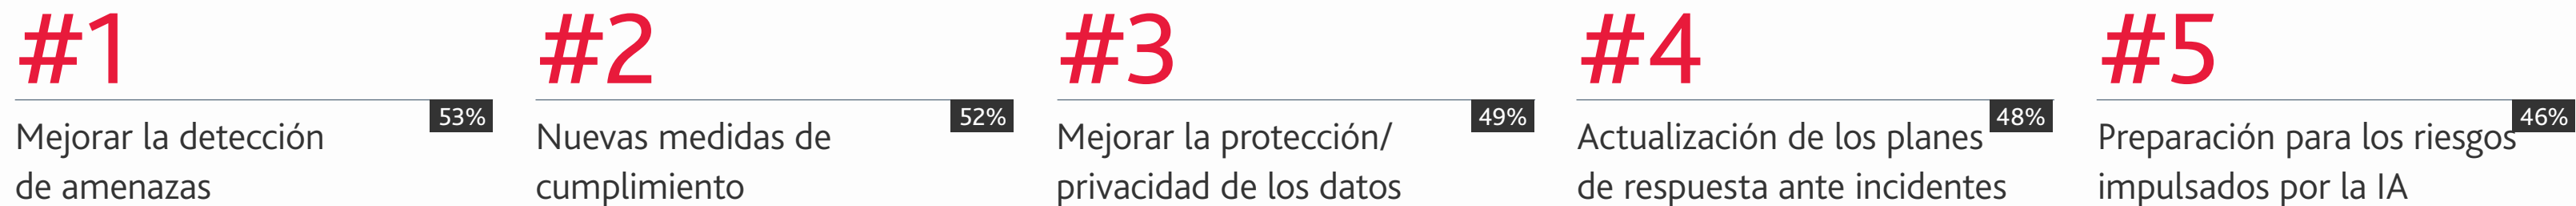 #1
53%
Mejorar la detección
de amenazas
#2
52%
Nuevas medidas de
cumplimiento
#3
49%
Mejorar la protección/
privacidad de los datos
#4
48%
Actualización de los planes
de respuesta ante incidentes
#5
46%
Preparación para los riesgos
impulsados por la IA